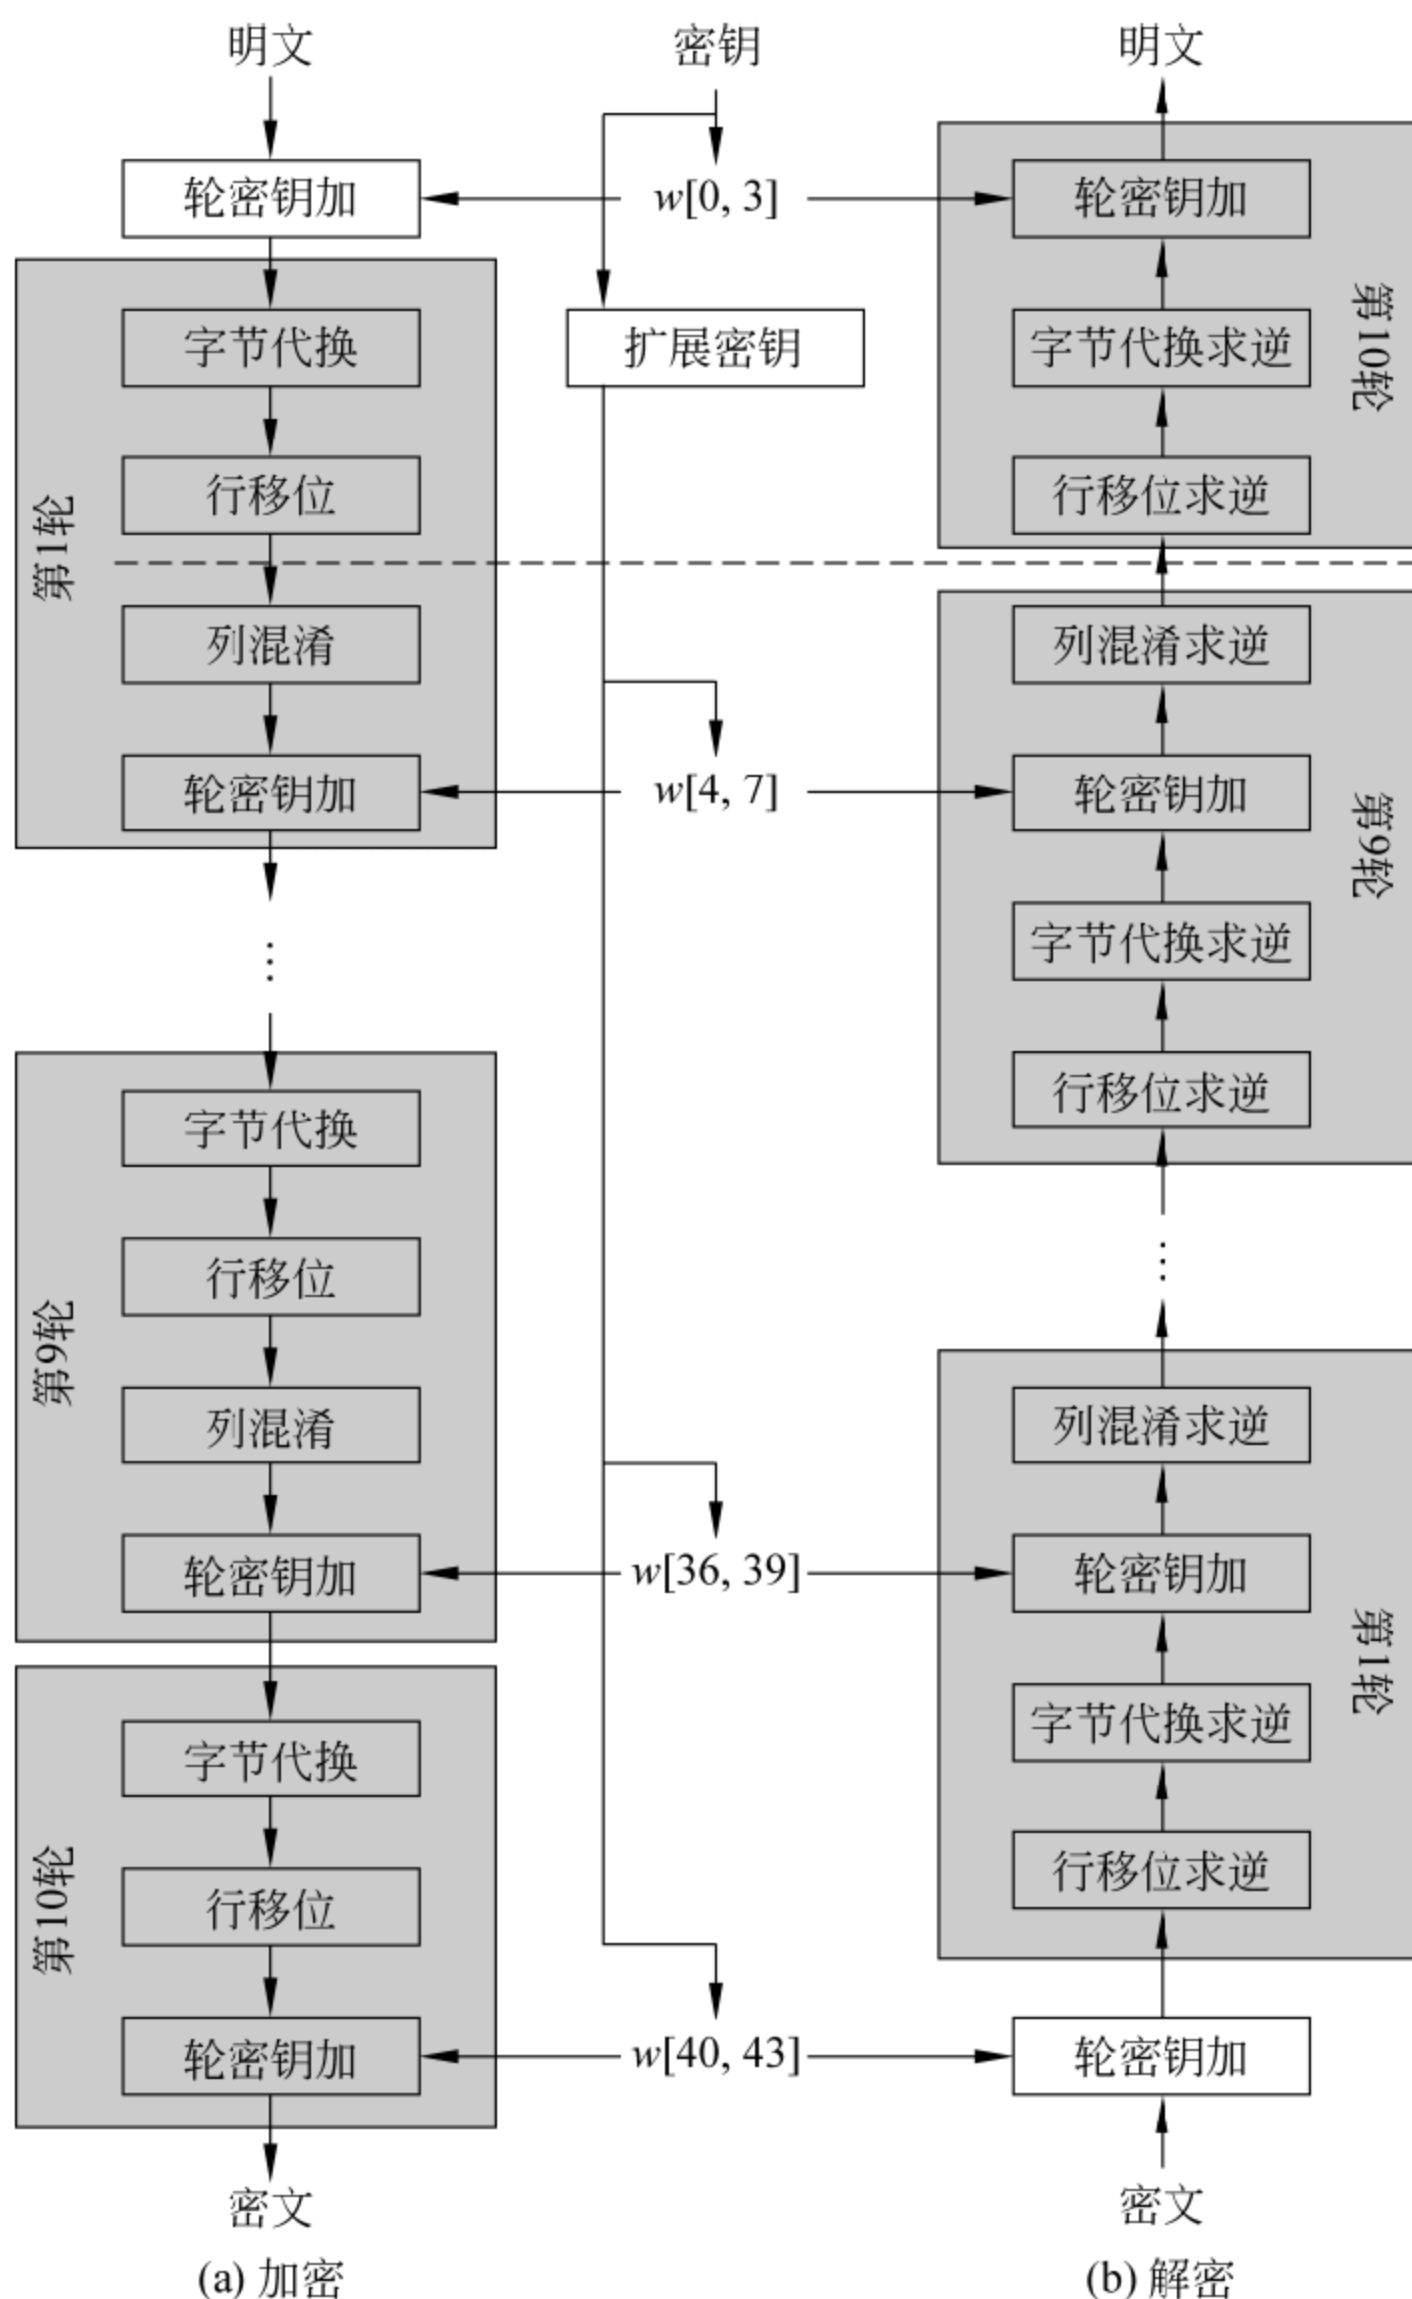 明文
密钥
明文
轮密钥加
w[0, 3]
轮密钥加
字节代换
扩展密钥
字节代换求逆
第10轮
行移位
行移位求逆
第1轮
列混淆
列混淆求逆
轮密钥加
w[4, 7]
轮密钥加
第9轮
字节代换求逆
⋮
行移位求逆
字节代换
行移位
⋮
第9轮
列混淆
列混淆求逆
轮密钥加
w[36, 39]
轮密钥加
第1轮
字节代换
字节代换求逆
行移位
行移位求逆
第10轮
轮密钥加
w[40, 43]
轮密钥加
密文
密文
(a) 加密
(b) 解密